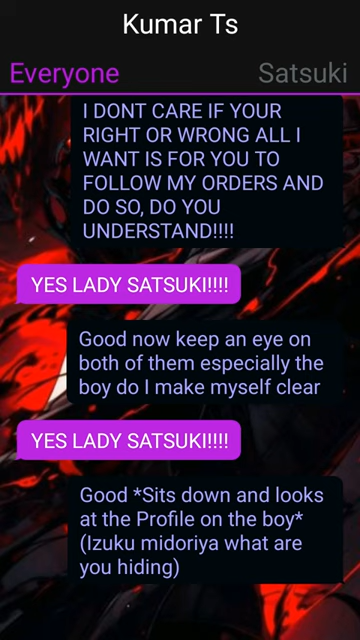 Kumar Ts
Everyone
Satsuki
I DONT CARE IF YOUR
RIGHT OR WRONG ALL I
WANT IS FOR YOU TO
FOLLOW MY ORDERS AND
DO SO, DO YOU
UNDERSTAND!!!!
YES LADY SATSUKI!!!!
Good now keep an eye on
both of them especially the
boy do I make myself clear
YES LADY SATSUKI!!!!
Good *Sits down and looks
at the Profile on the boy*
(Izuku midoriya what are
you hiding)